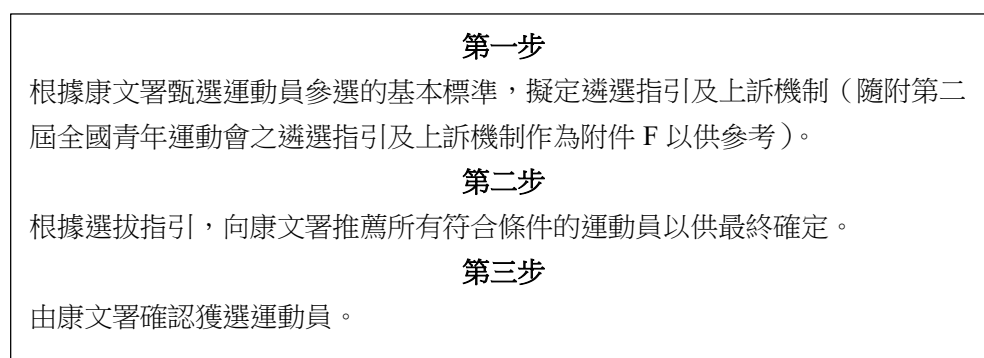 第一步
根據康文署甄選運動員參選的基本標準，擬定遴選指引及上訴機制（隨附第二
屆全國青年運動會之遴選指引及上訴機制作為附件 F 以供參考）。
第二步
根據選拔指引，向康文署推薦所有符合條件的運動員以供最終確定。
第三步
由康文署確認獲選運動員。